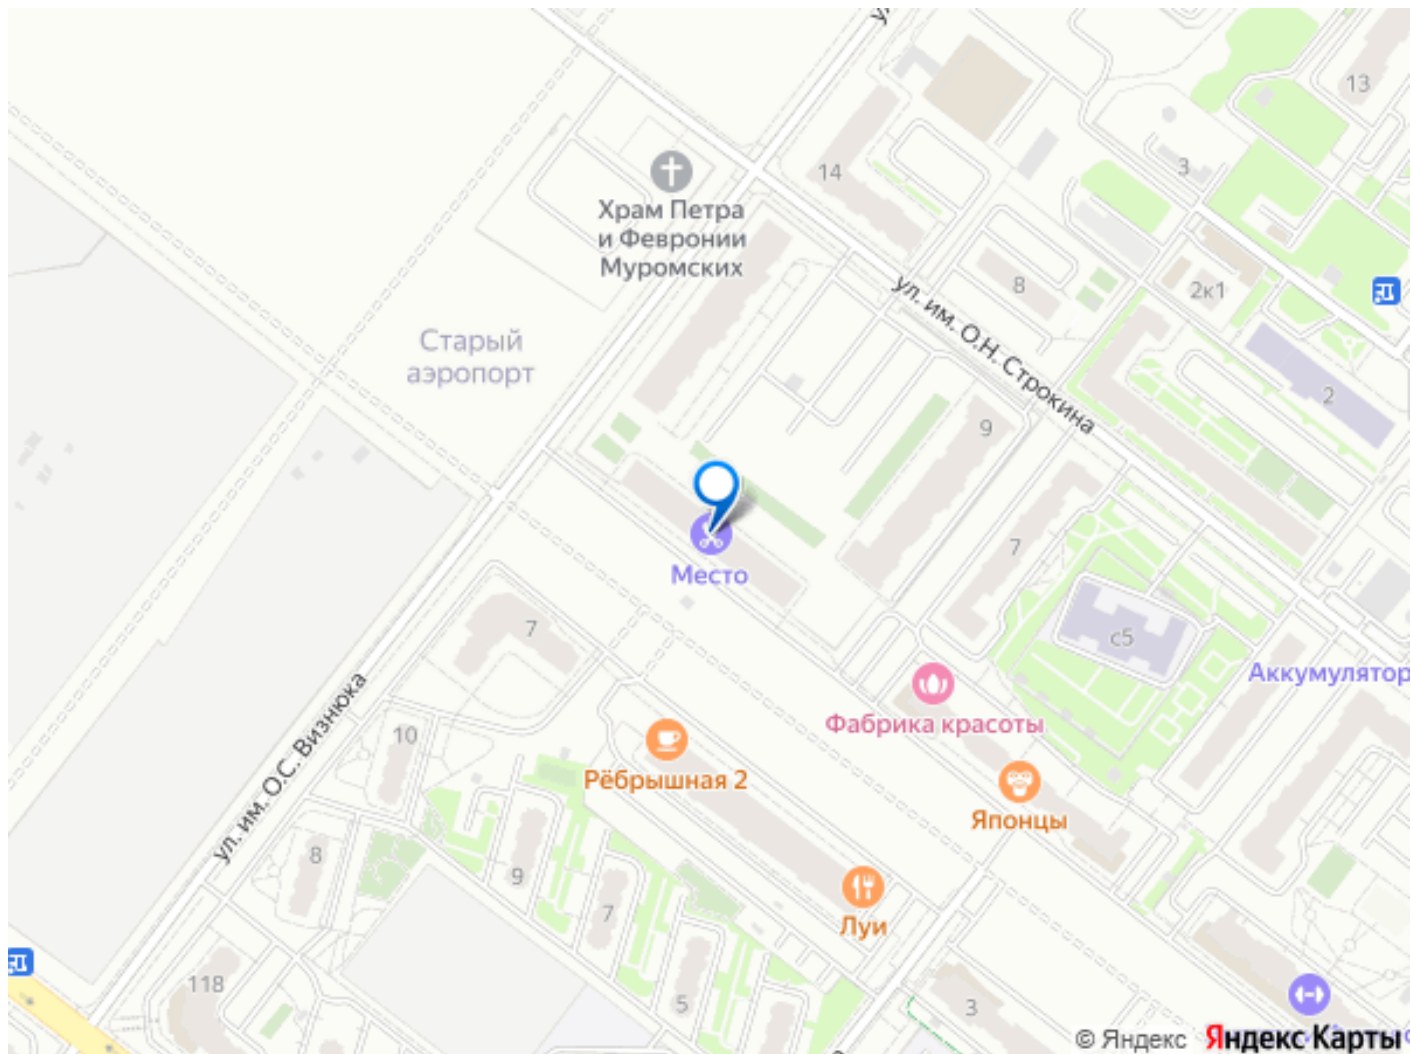 13
14
3
Храм Петра
и Февронии
Муромских
8
2к1
ул. им. О.Н. Строкина
Старый
аэропорт
2
9
7
Место
7
с5
Аккумулятор
Фабрика красоты
10
ул. им. О.С. Визнюка
Рёбрышная 2
Японцы
8
9
7
Луи
118
5
3
© Яндекс Яндекс Карты